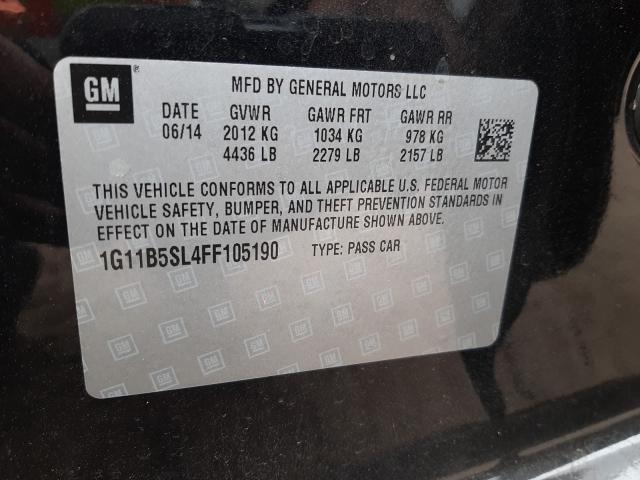 GM ® MFD BY GENERAL MOTORS LLC
DATE GVWR GAWR FRT GAWR RR
06/14 2012 KG 1034 KG 978 KG
4436 LB 2279 LB 2157 LB
THIS VEHICLE CONFORMS TO ALL APPLICABLE U.S. FEDERAL MOTOR
VEHICLE SAFETY, BUMPER, AND THEFT PREVENTION STANDARDS IN
EFFECT ON THE DATE OF MANUFACTURE SHOWN ABOVE.
1G11B5SL4FF105190 TYPE: PASS CAR